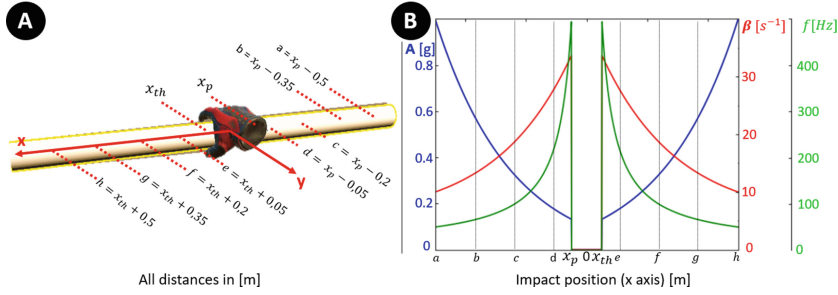 A
a = x_p − 0.5
b = x_p − 0,35
x_p
x_th
x
y
c = x_p − 0,2
d = x_p − 0,05
e = x_th + 0,05
f = x_th + 0,2
g = x_th + 0,35
h = x_th + 0,5
All distances in [m]
B
A [g]
β [s⁻¹]
f [Hz]
0.8
0.6
0.4
0.2
0
30
20
10
0
400
300
200
100
0
a b c d x_p 0 x_th e f g h
Impact position (x axis) [m]